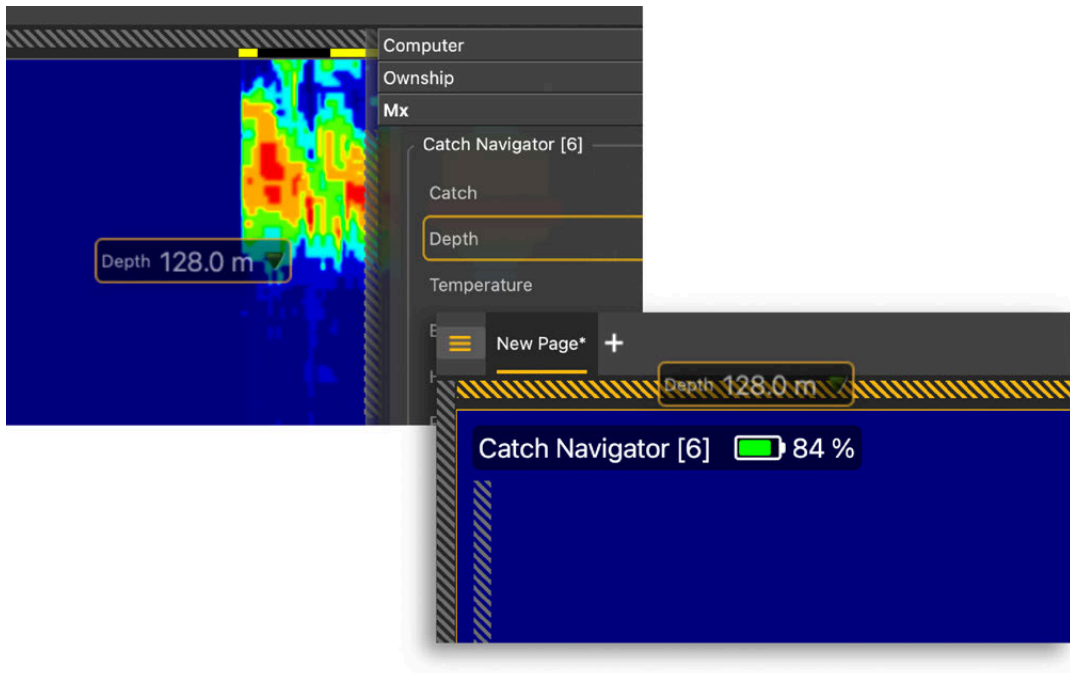 Computer
Ownship
Mx
Catch Navigator [6]
Catch
Depth
Depth 128.0 m
Temperature
New Page* +
Depth 128.0 m
Catch Navigator [6] 84 %